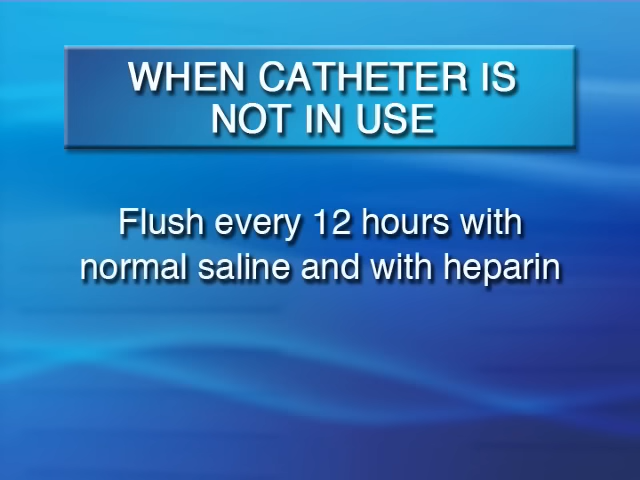 WHEN CATHETER IS
NOT IN USE
Flush every 12 hours with
normal saline and with heparin